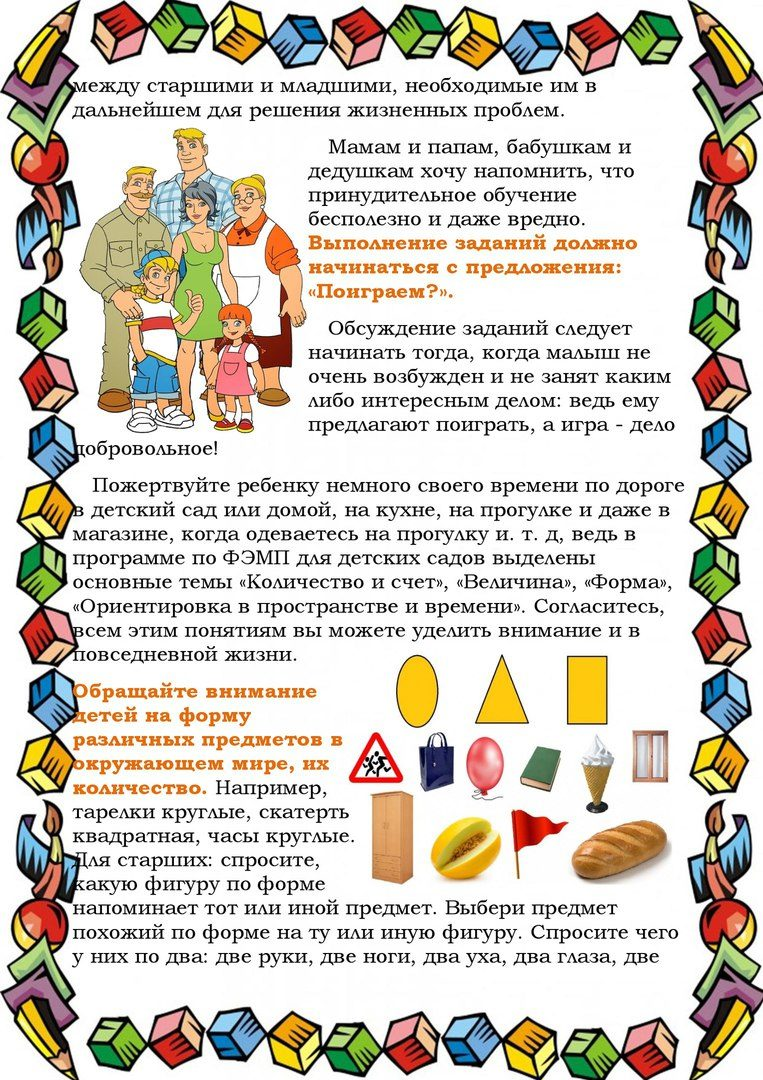 между старшими и младшими, необходимые им в
дальнейшем для решения жизненных проблем.
Мамам и папам, бабушкам и
дедушкам хочу напомнить, что
принудительное обучение
бесполезно и даже вредно.
Выполнение заданий должно
начинаться с предложения:
«Поиграем?».
Обсуждение заданий следует
начинать тогда, когда малыш не
очень возбужден и не занят каким
либо интересным делом: ведь ему
предлагают поиграть, а игра - дело
добровольное!
Пожертвуйте ребенку немного своего времени по дороге
в детский сад или домой, на кухне, на прогулке и даже в
магазине, когда одеваетесь на прогулку и. т. д, ведь в
программе по ФЭМП для детских садов выделены
основные темы «Количество и счет», «Величина», «Форма»,
«Ориентировка в пространстве и времени». Согласитесь,
всем этим понятиям вы можете уделить внимание и в
повседневной жизни.
Обращайте внимание
детей на форму
различных предметов в
окружающем мире, их
количество. Например,
тарелки круглые, скатерть
квадратная, часы круглые.
Для старших: спросите,
какую фигуру по форме
напоминает тот или иной предмет. Выбери предмет
похожий по форме на ту или иную фигуру. Спросите чего
у них по два: две руки, две ноги, два уха, два глаза, две